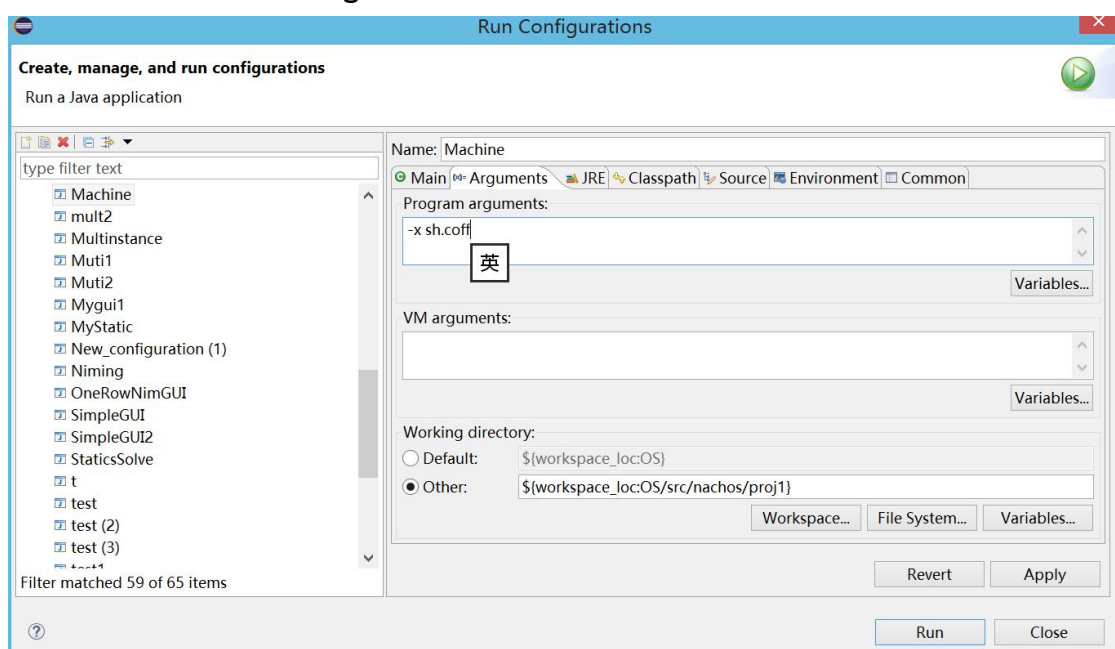 Run Configurations
Create, manage, and run configurations
Run a Java application
type filter text
Machine
mult2
Multinstance
Muti1
Muti2
Mygui1
MyStatic
New_configuration (1)
Niming
OneRowNimGUI
SimpleGUI
SimpleGUI2
StaticsSolve
t
test
test (2)
test (3)
Filter matched 59 of 65 items
Name: Machine
Main Arguments JRE Classpath Source Environment Common
Program arguments:
-x sh.coff
英
Variables...
VM arguments:
Variables...
Working directory:
Default: ${workspace_loc:OS}
Other: ${workspace_loc:OS/src/nachos/proj1}
Workspace... File System... Variables...
Revert Apply
Run Close